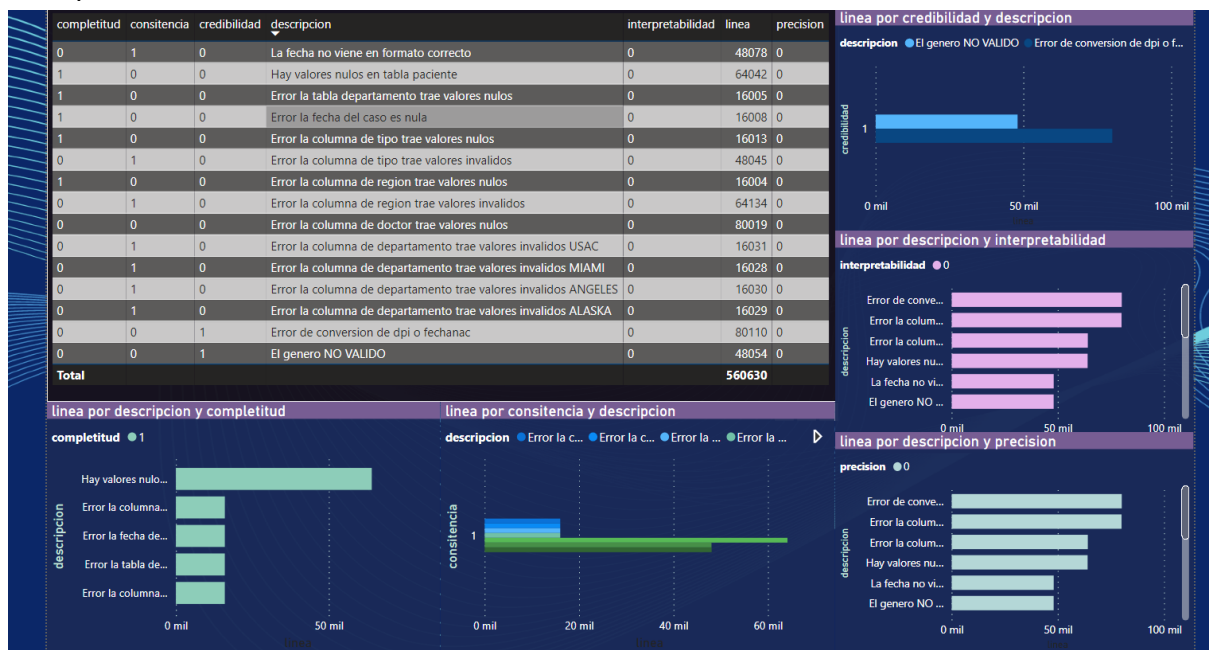 completitud consitencia credibilidad descripcion interpretabilidad linea precision
0 1 0 La fecha no viene en formato correcto 0 48078 0
1 0 0 Hay valores nulos en tabla paciente 0 64042 0
1 0 0 Error la tabla departamento trae valores nulos 0 16005 0
1 0 0 Error la fecha del caso es nula 0 16008 0
1 0 0 Error la columna de tipo trae valores nulos 0 16013 0
0 1 0 Error la columna de tipo trae valores invalidos 0 48045 0
1 0 0 Error la columna de region trae valores nulos 0 16004 0
0 1 0 Error la columna de region trae valores invalidos 0 64134 0
0 0 0 Error la columna de doctor trae valores nulos 0 80019 0
0 1 0 Error la columna de departamento trae valores invalidos USAC 0 16031 0
0 1 0 Error la columna de departamento trae valores invalidos MIAMI 0 16028 0
0 1 0 Error la columna de departamento trae valores invalidos ANGELES 0 16030 0
0 1 0 Error la columna de departamento trae valores invalidos ALASKA 0 16029 0
0 0 1 Error de conversion de dpi o fechanac 0 80110 0
0 0 1 El genero NO VALIDO 0 48054 0
Total 560630
linea por credibilidad y descripcion
descripcion El genero NO VALIDO Error de conversion de dpi o f...
credibilidad
1
0 mil 50 mil 100 mil
linea por descripcion y interpretabilidad
interpretabilidad 0
descripcion
Error de conve...
Error la colum...
Error la colum...
Hay valores nu...
La fecha no vi...
El genero NO ...
0 mil 50 mil 100 mil
linea por descripcion y completitud
completitud 1
descripcion
Hay valores nulo...
Error la columna...
Error la fecha de...
Error la tabla de...
Error la columna...
0 mil 50 mil
linea por consitencia y descripcion
descripcion Error la c... Error la c... Error la ... Error la ...
consitencia
1
0 mil 20 mil 40 mil 60 mil
linea por descripcion y precision
precision 0
descripcion
Error de conve...
Error la colum...
Error la colum...
Hay valores nu...
La fecha no vi...
El genero NO ...
0 mil 50 mil 100 mil